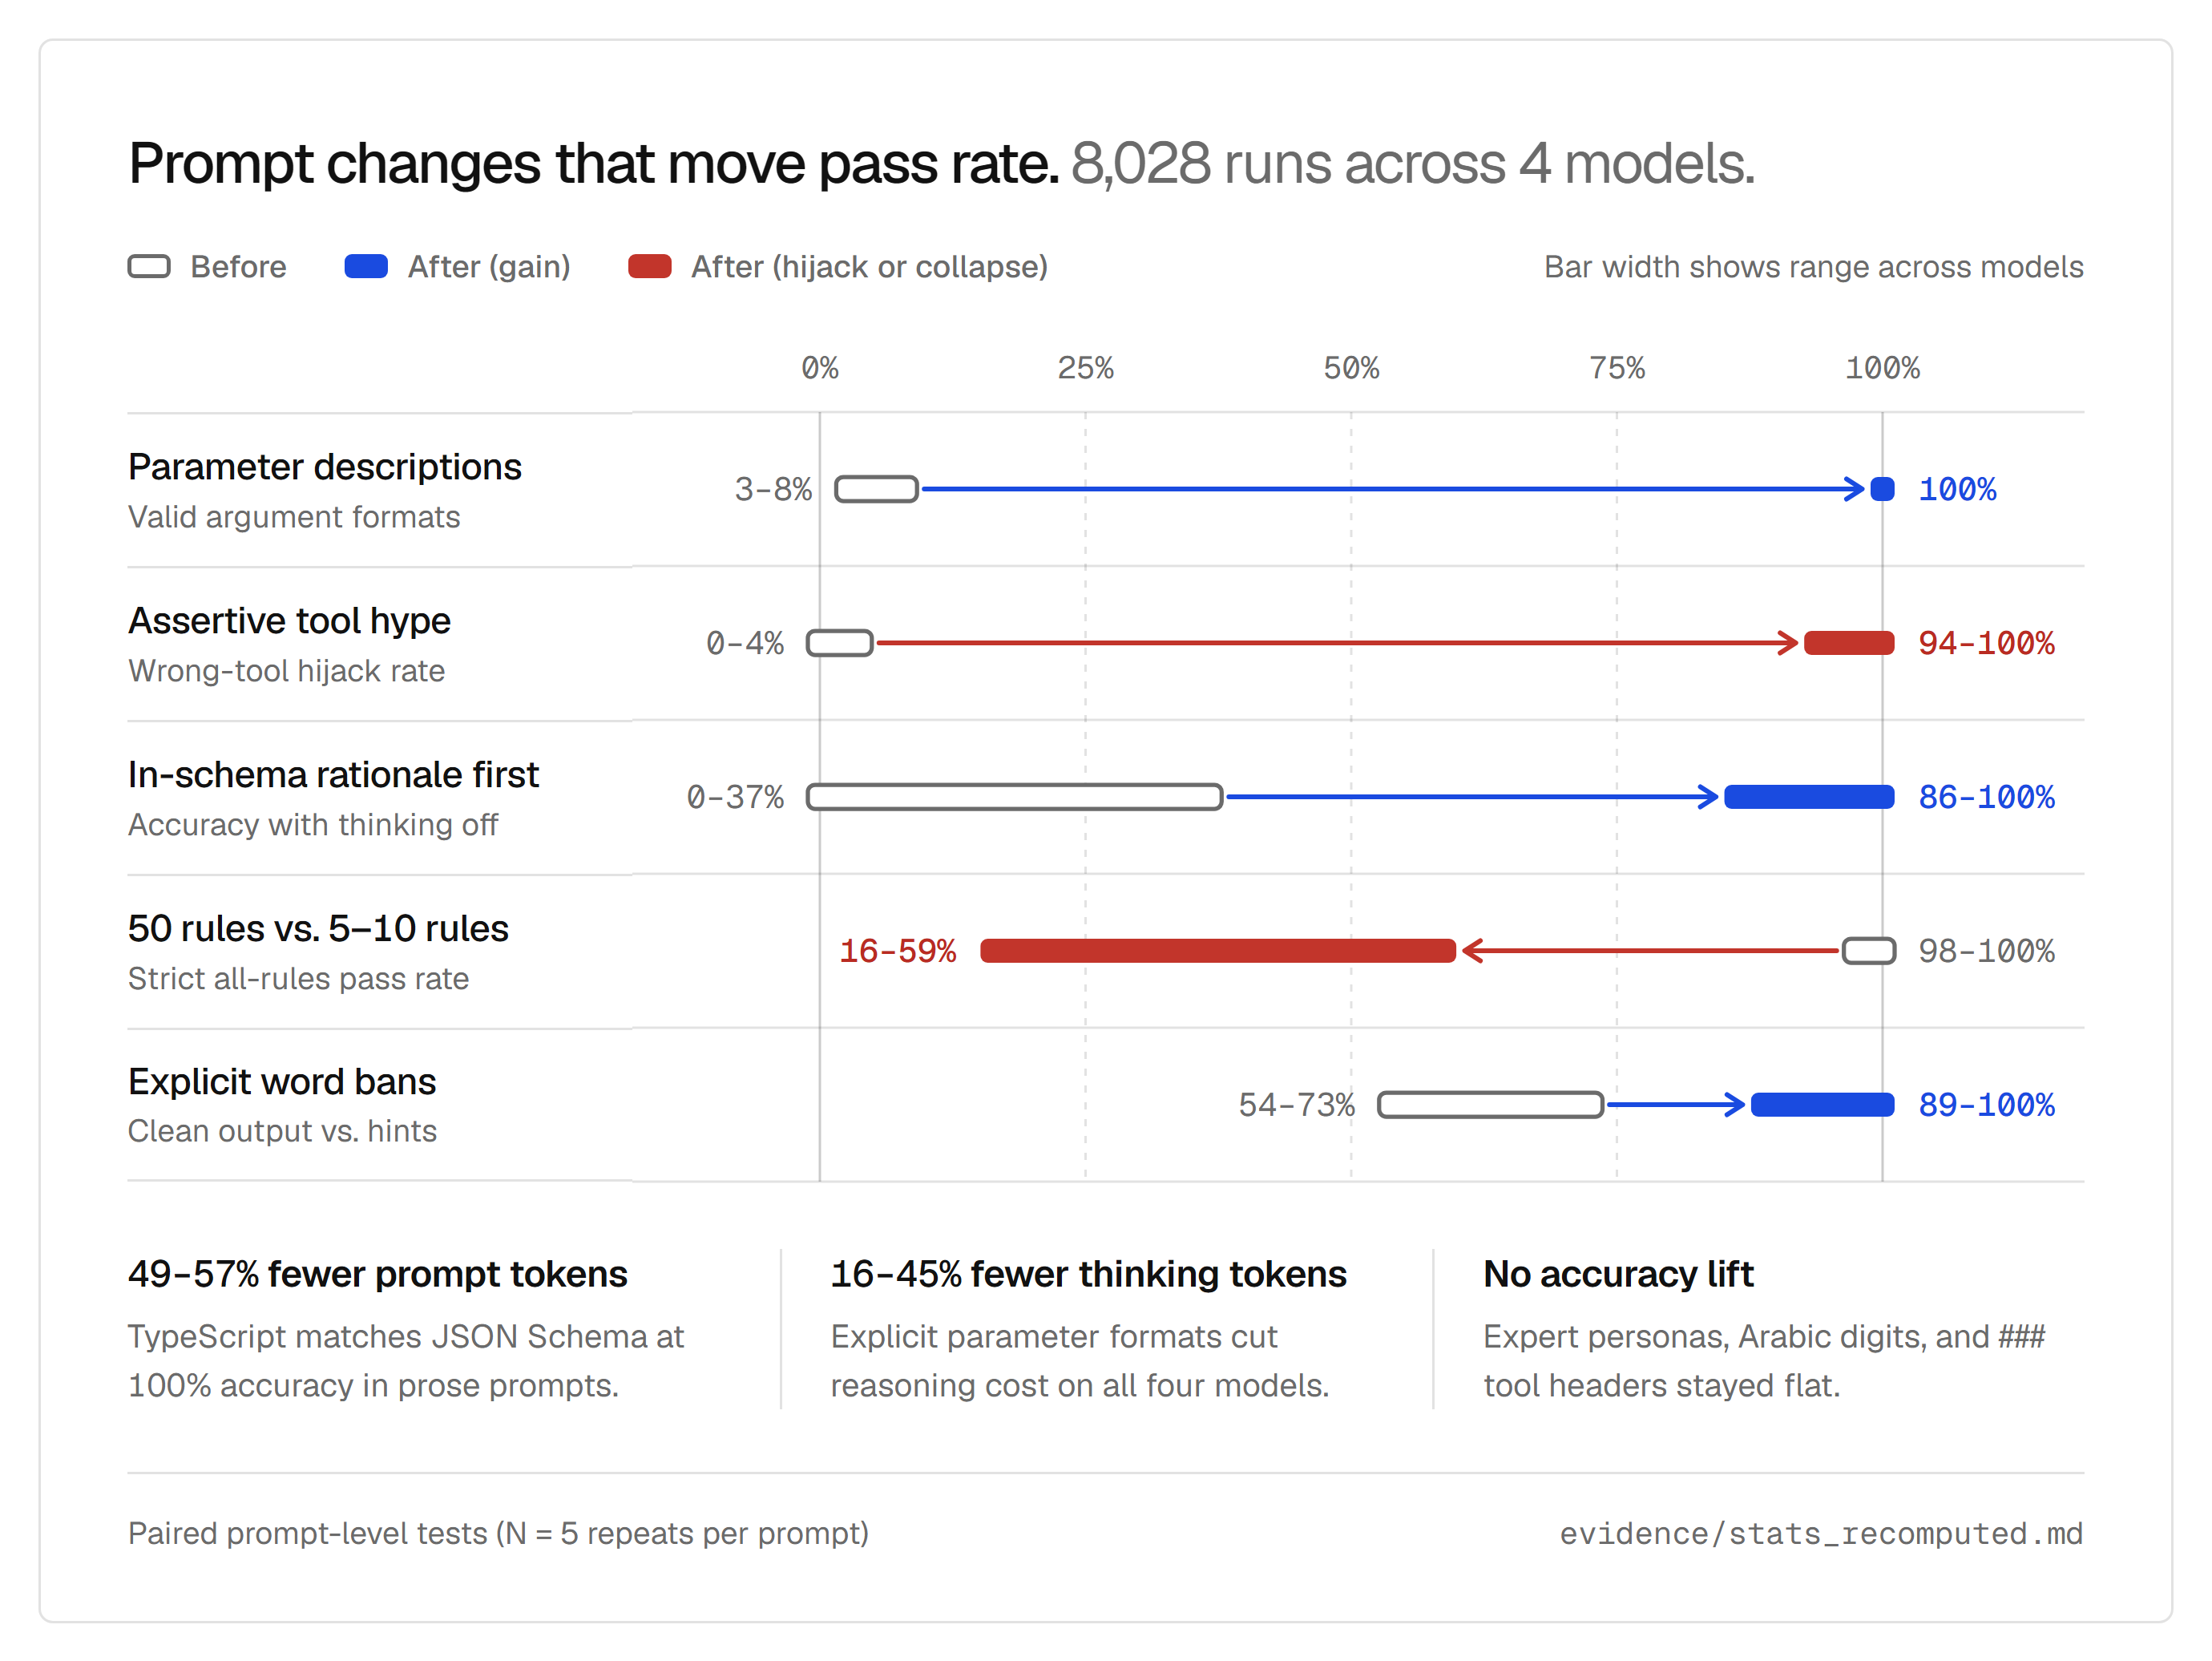 Prompt changes that move pass rate. 8,028 runs across 4 models.
Before After (gain) After (hijack or collapse) Bar width shows range across models
0% 25% 50% 75% 100%
Parameter descriptions
Valid argument formats
3–8% 100%
Assertive tool hype
Wrong-tool hijack rate
0–4% 94–100%
In-schema rationale first
Accuracy with thinking off
0–37% 86–100%
50 rules vs. 5–10 rules
Strict all-rules pass rate
16–59% 98–100%
Explicit word bans
Clean output vs. hints
54–73% 89–100%
49–57% fewer prompt tokens
TypeScript matches JSON Schema at
100% accuracy in prose prompts.
16–45% fewer thinking tokens
Explicit parameter formats cut
reasoning cost on all four models.
No accuracy lift
Expert personas, Arabic digits, and ###
tool headers stayed flat.
Paired prompt-level tests (N = 5 repeats per prompt)
evidence/stats_recomputed.md